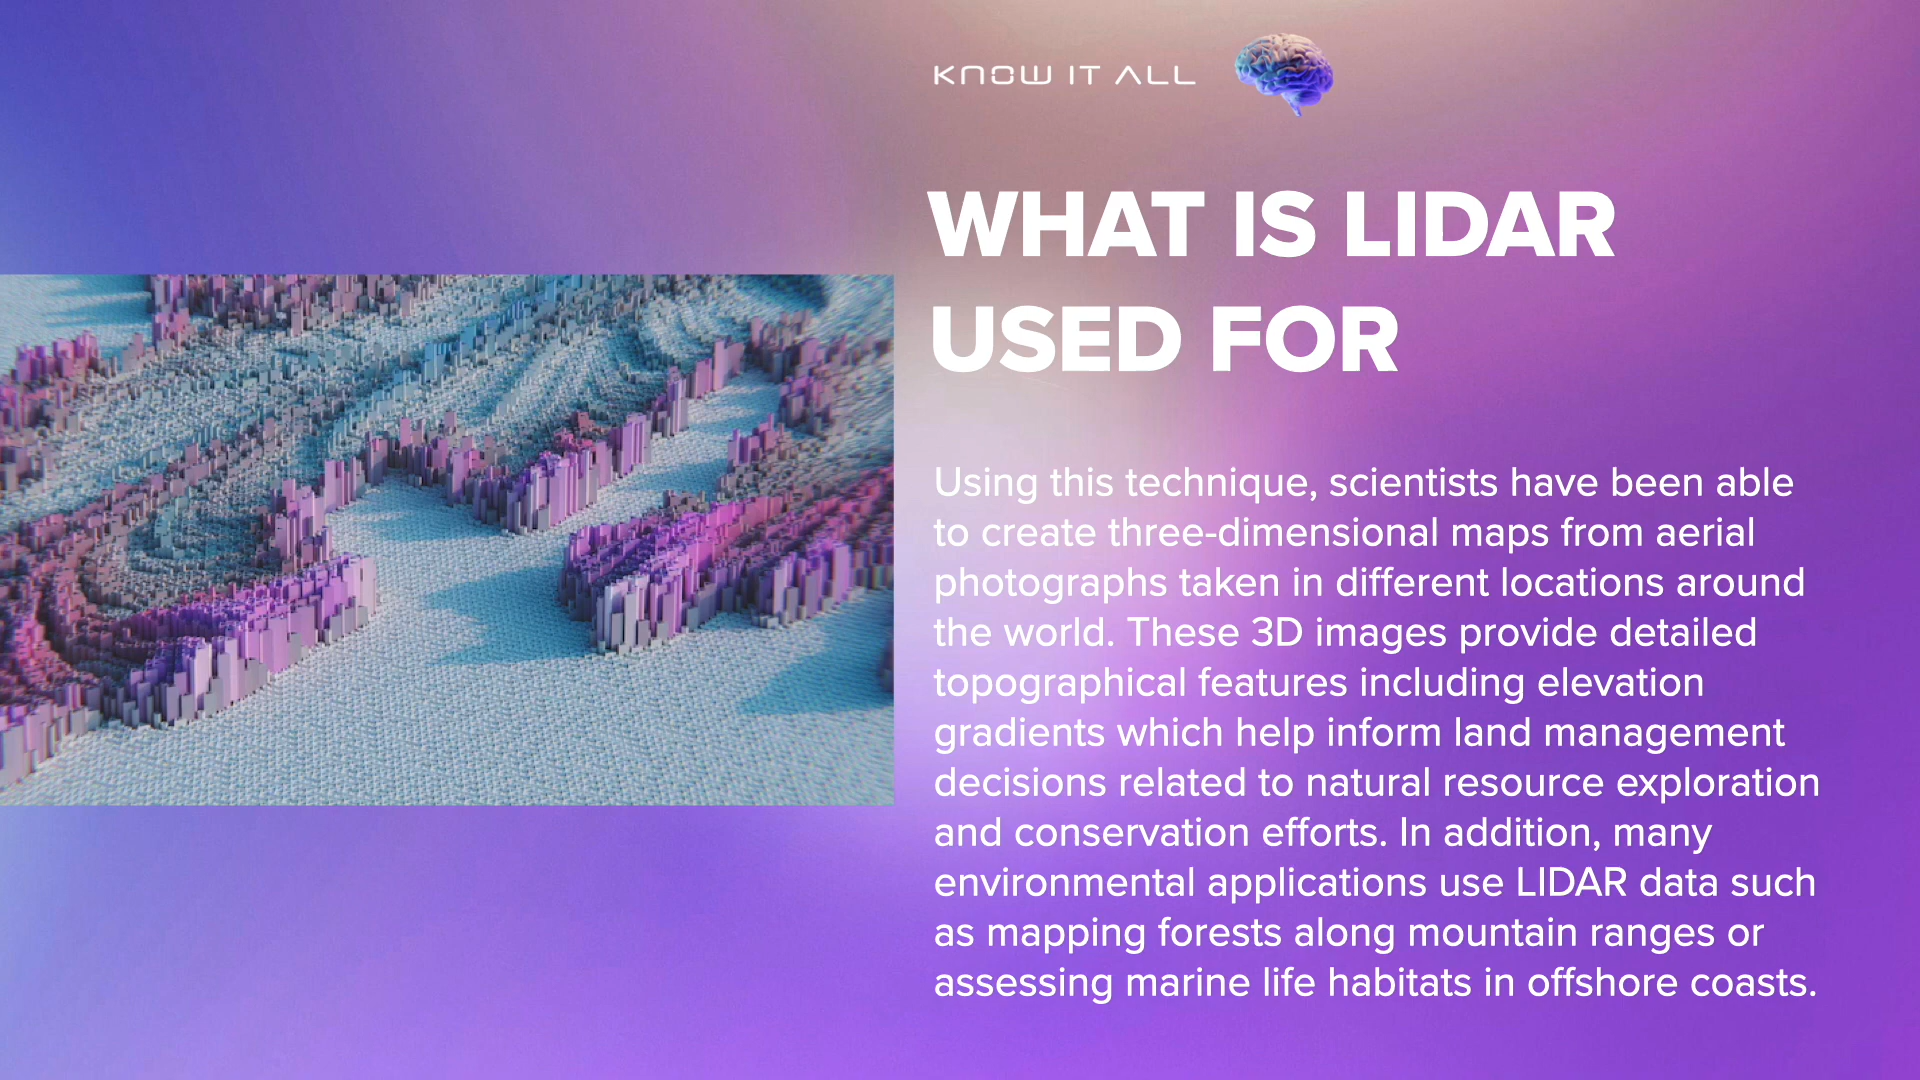 KNOW IT ALL
WHAT IS LIDAR
USED FOR
Using this technique, scientists have been able
to create three-dimensional maps from aerial
photographs taken in different locations around
the world. These 3D images provide detailed
topographical features including elevation
gradients which help inform land management
decisions related to natural resource exploration
and conservation efforts. In addition, many
environmental applications use LIDAR data such
as mapping forests along mountain ranges or
assessing marine life habitats in offshore coasts.